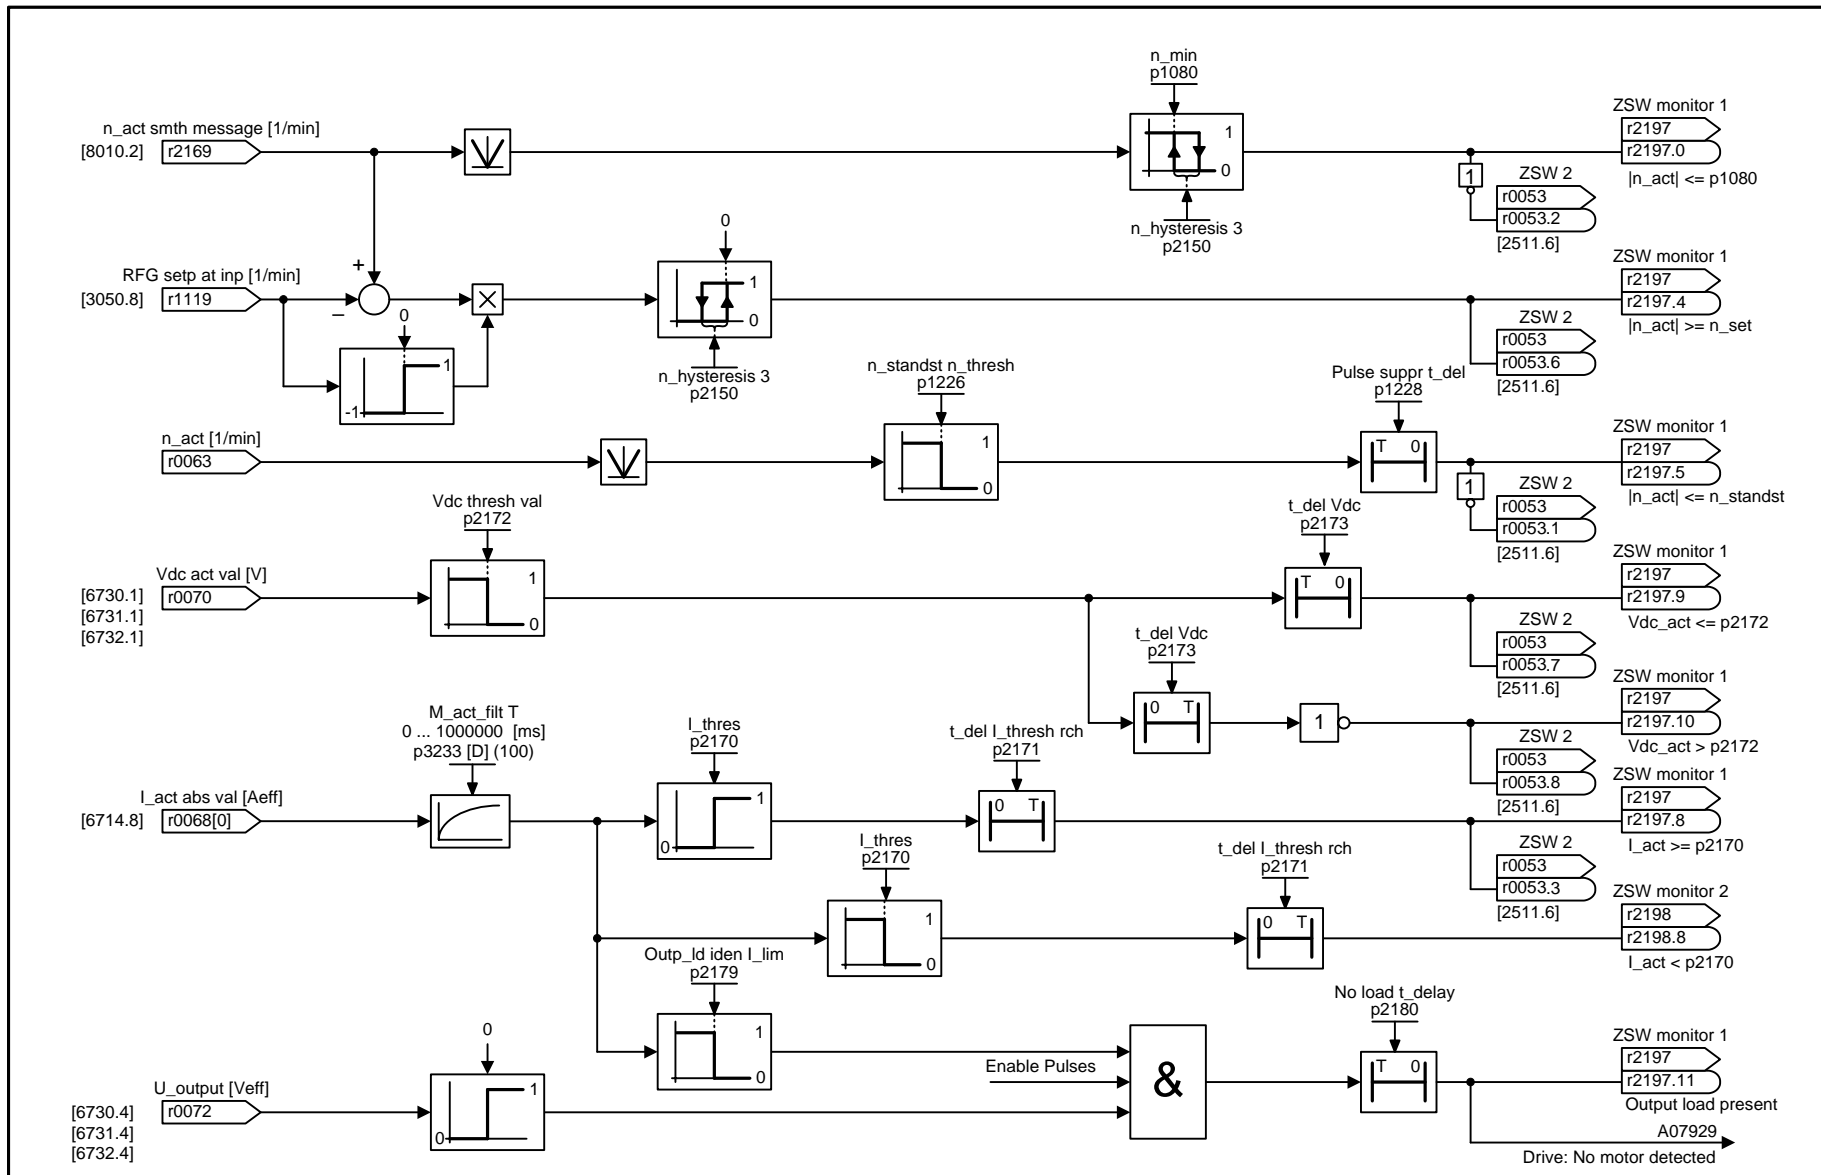 n_min
p1080
n_act smth message [1/min]
[8010.2]
r2169
1
0
n_hysteresis 3
p2150
ZSW monitor 1
r2197
r2197.0
|n_act| <= p1080
1
ZSW 2
r0053
r0053.2
[2511.6]
RFG setp at inp [1/min]
[3050.8]
r1119
+
–
0
1
-1
0
1
0
n_hysteresis 3
p2150
ZSW monitor 1
r2197
r2197.4
|n_act| >= n_set
ZSW 2
r0053
r0053.6
[2511.6]
n_act [1/min]
r0063
n_standst n_thresh
p1226
1
0
Pulse suppr t_del
p1228
T 0
ZSW monitor 1
r2197
r2197.5
|n_act| <= n_standst
1
ZSW 2
r0053
r0053.1
[2511.6]
Vdc thresh val
p2172
Vdc act val [V]
[6730.1]
[6731.1]
[6732.1]
r0070
1
0
t_del Vdc
p2173
T 0
ZSW monitor 1
r2197
r2197.9
Vdc_act <= p2172
ZSW 2
r0053
r0053.7
[2511.6]
t_del Vdc
p2173
0 T
1
ZSW monitor 1
r2197
r2197.10
Vdc_act > p2172
ZSW 2
r0053
r0053.8
[2511.6]
M_act_filt T
0 ... 1000000 [ms]
p3233 [D] (100)
I_act abs val [Aeff]
[6714.8]
r0068[0]
I_thres
p2170
1
0
t_del I_thresh rch
p2171
0 T
ZSW monitor 1
r2197
r2197.8
I_act >= p2170
ZSW 2
r0053
r0053.3
[2511.6]
I_thres
p2170
1
0
t_del I_thresh rch
p2171
0 T
ZSW monitor 2
r2198
r2198.8
I_act < p2170
Outp_ld iden I_lim
p2179
1
0
Enable Pulses
&
No load t_delay
p2180
T 0
ZSW monitor 1
r2197
r2197.11
Output load present
A07929
Drive: No motor detected
0
U_output [Veff]
[6730.4]
[6731.4]
[6732.4]
r0072
1
0